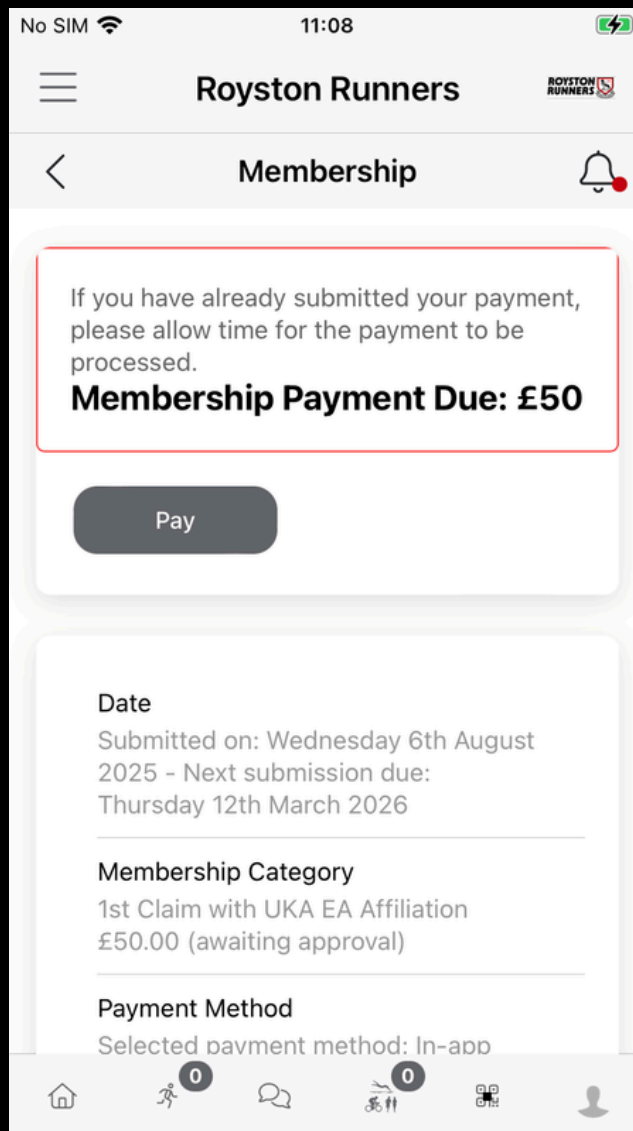 No SIM 11:08
Royston Runners
ROYSTON
RUNNERS
Membership
If you have already submitted your payment,
please allow time for the payment to be
processed.
Membership Payment Due: £50
Pay
Date
Submitted on: Wednesday 6th August
2025 - Next submission due:
Thursday 12th March 2026
Membership Category
1st Claim with UKA EA Affiliation
£50.00 (awaiting approval)
Payment Method
Selected payment method: In-app
0 0